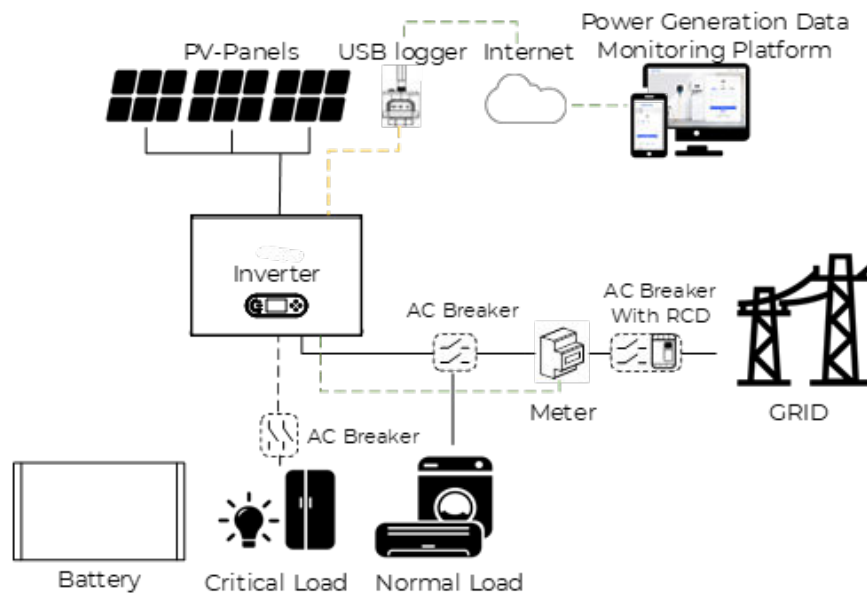 Power Generation Data
Monitoring Platform
PV-Panels
USB logger
Internet
Inverter
AC Breaker
AC Breaker
With RCD
Meter
GRID
AC Breaker
Battery
Critical Load
Normal Load